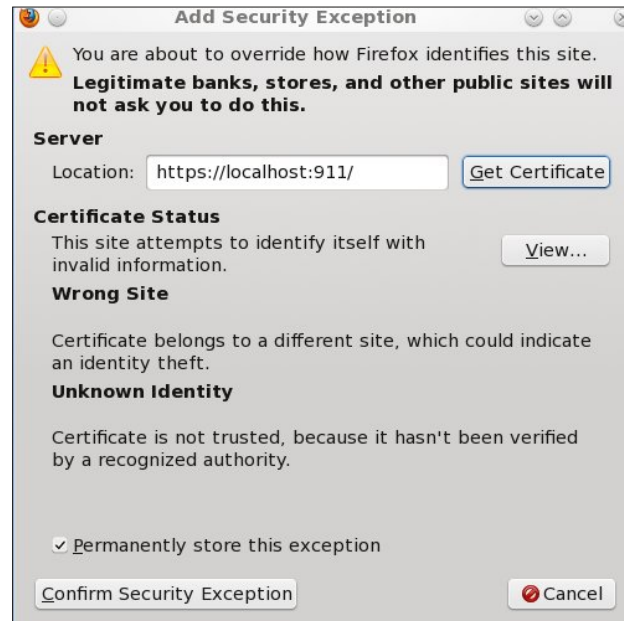 Add Security Exception
You are about to override how Firefox identifies this site.
Legitimate banks, stores, and other public sites will
not ask you to do this.
Server
Location: https://localhost:911/ Get Certificate
Certificate Status
This site attempts to identify itself with
invalid information.
View...
Wrong Site
Certificate belongs to a different site, which could indicate
an identity theft.
Unknown Identity
Certificate is not trusted, because it hasn't been verified
by a recognized authority.
Permanently store this exception
Confirm Security Exception Cancel